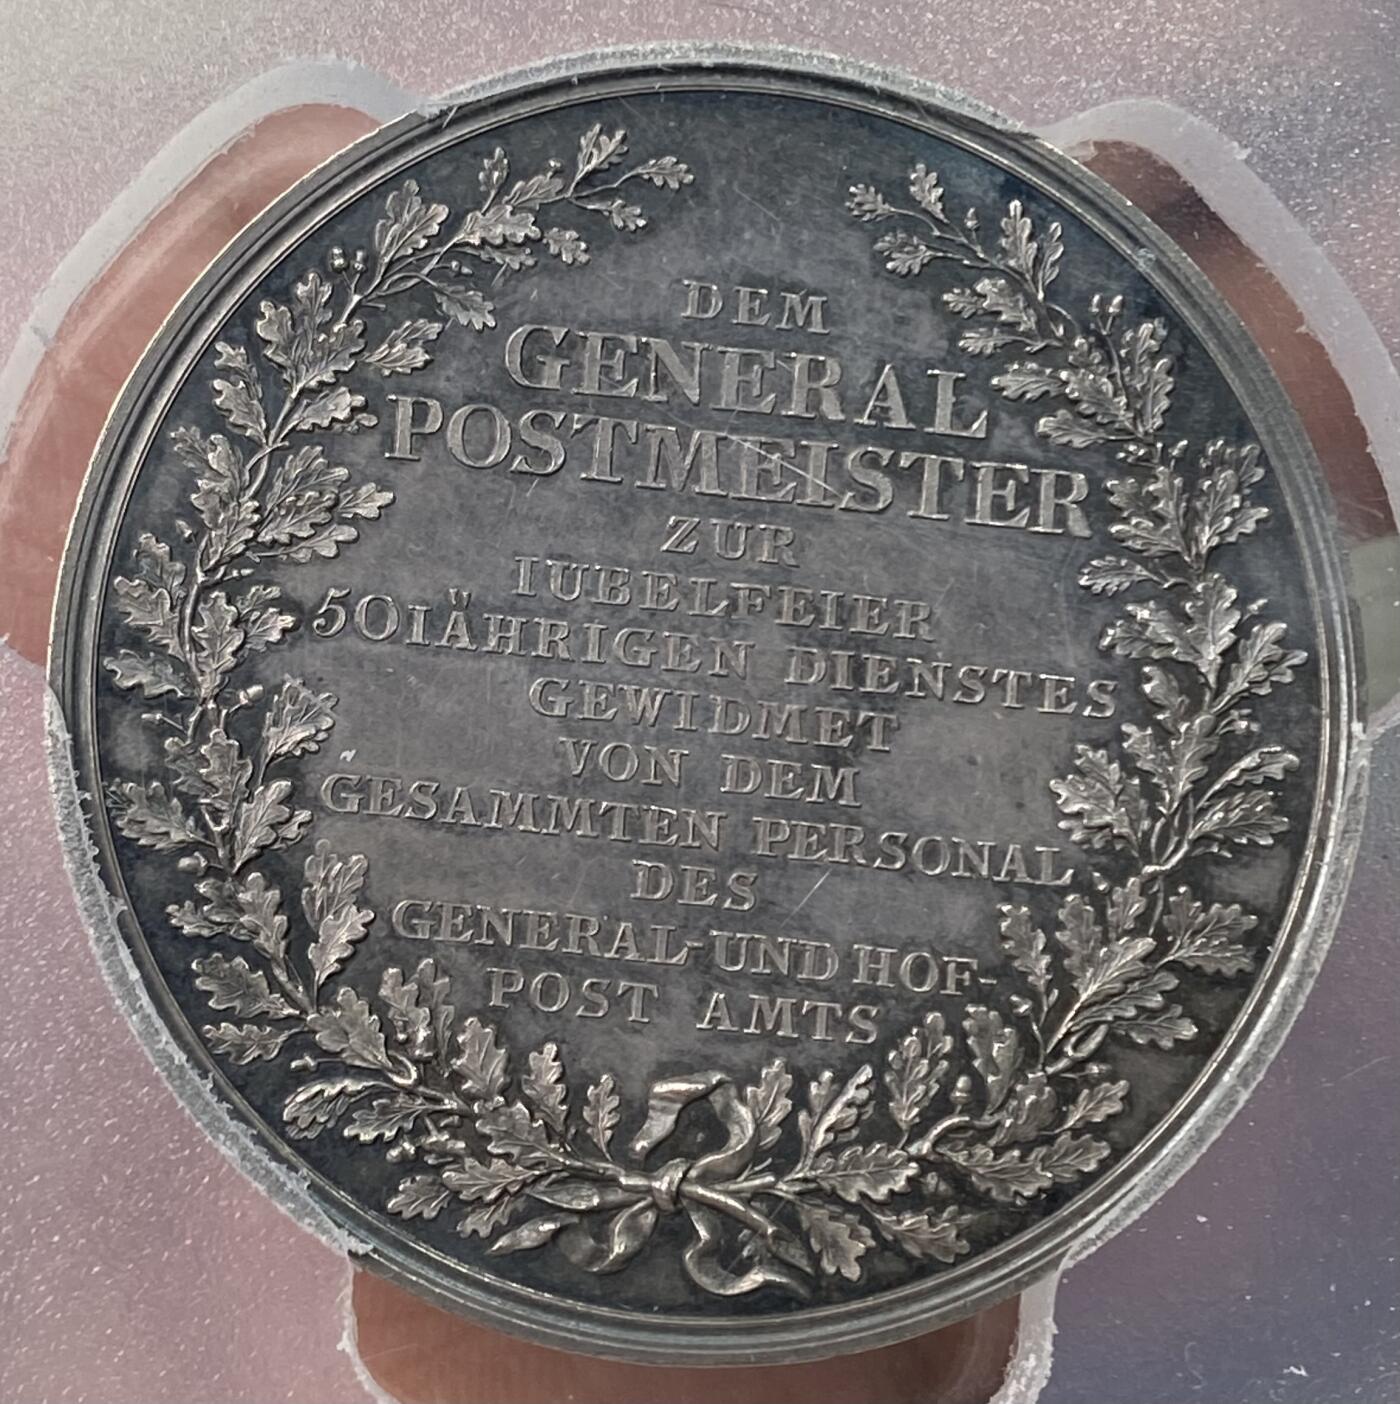 DEM
GENERAL
POSTMEISTER
ZUR
IUBELFEIER
50IÄHRIGEN DIENSTES
GEWIDMET
VON DEM
GESAMMTEN PERSONAL
DES
GENERAL-UND HOF-
POST AMTS